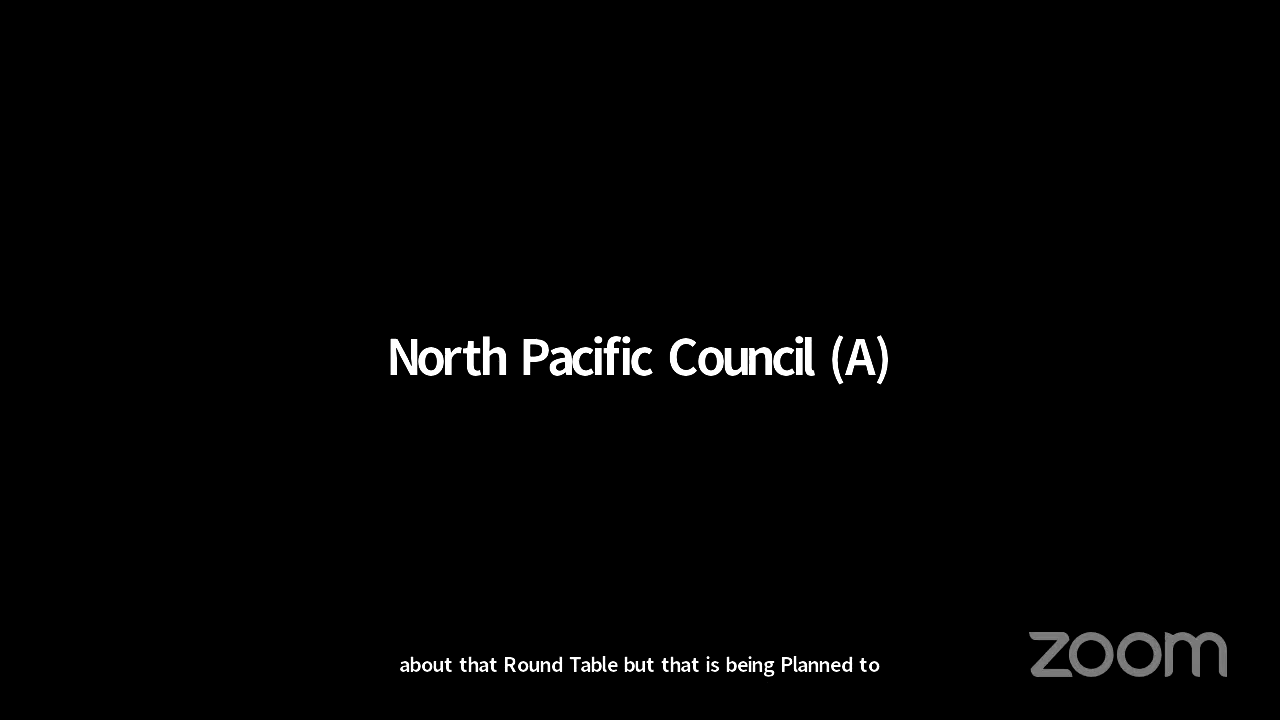 North Pacific Council (A)
about that Round Table but that is being Planned to
zoom